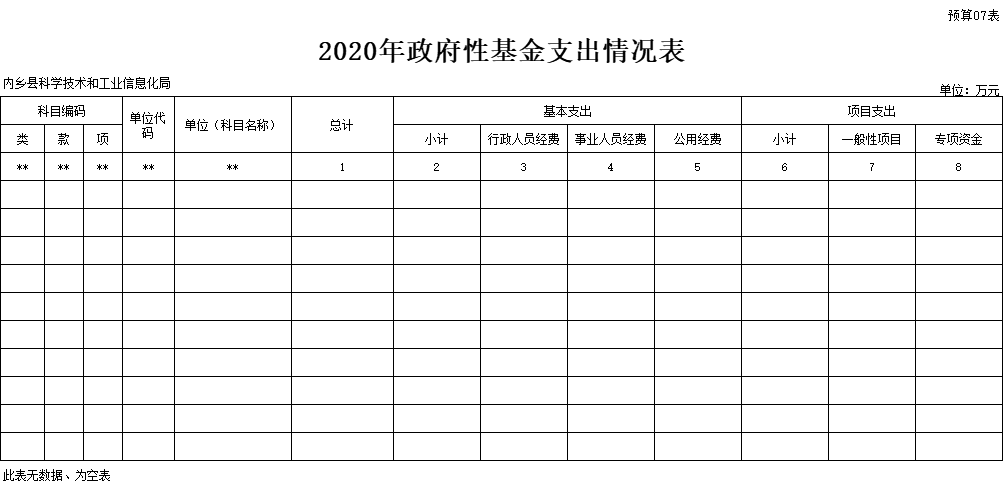 预算07表
2020年政府性基金支出情况表
内乡县科学技术和工业信息化局
单位：万元
科目编码 单位代码 单位（科目名称） 总计 基本支出 项目支出
类 款 项 小计 行政人员经费 事业人员经费 公用经费 小计 一般性项目 专项资金
** ** ** ** ** 1 2 3 4 5 6 7 8
此表无数据、为空表